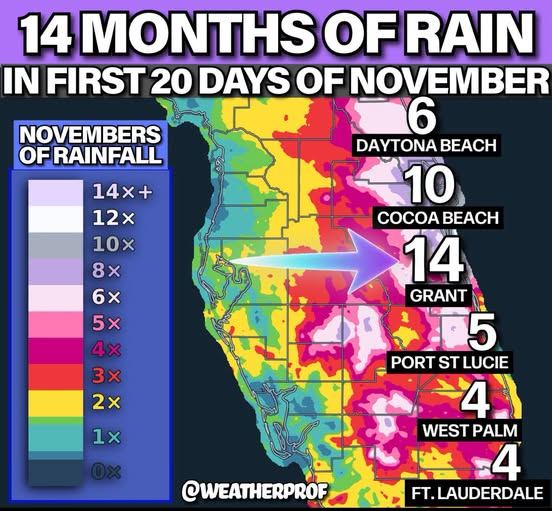 14 MONTHS OF RAIN
IN FIRST 20 DAYS OF NOVEMBER
NOVEMBERS
OF RAINFALL
14×+
12×
10×
8×
6×
5×
4×
3×
2×
1×
0×
6
DAYTONA BEACH
10
COCOA BEACH
14
GRANT
5
PORT ST LUCIE
4
WEST PALM
4
FT. LAUDERDALE
@WEATHERPROF